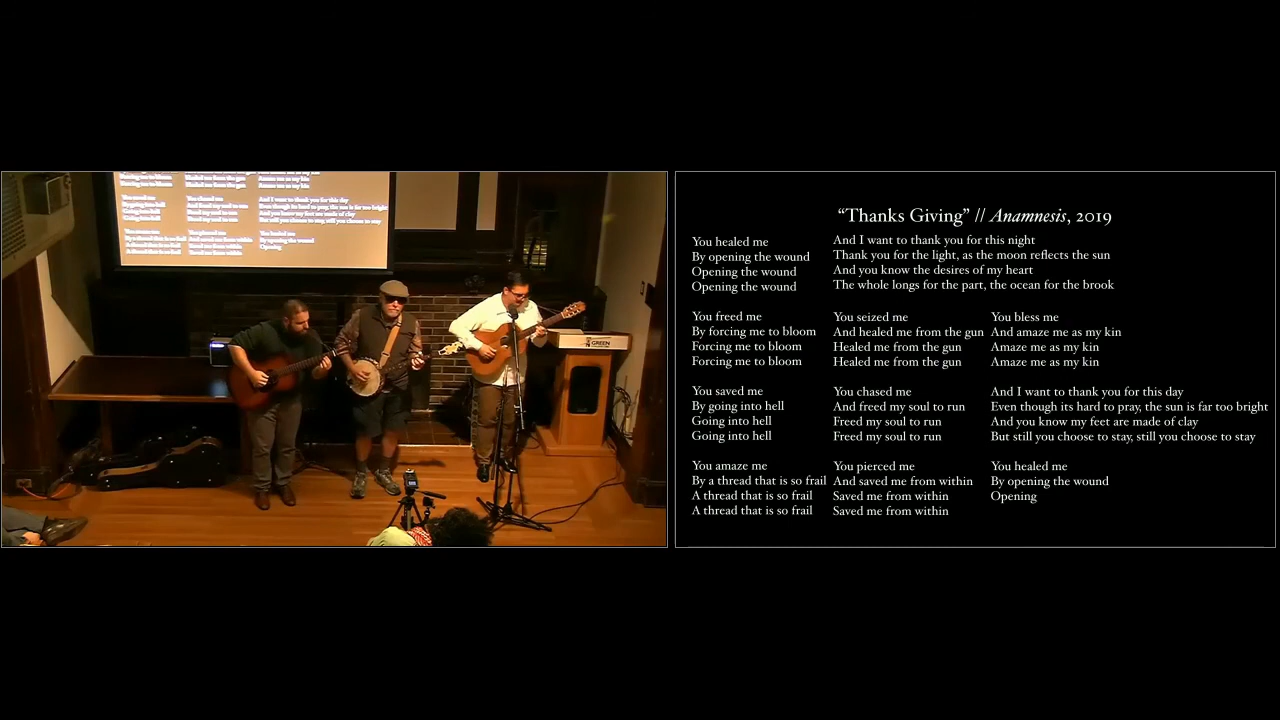 “Thanks Giving” // Anamnesis, 2019
You healed me
By opening the wound
Opening the wound
Opening the wound
You freed me
By forcing me to bloom
Forcing me to bloom
Forcing me to bloom
You saved me
By going into hell
Going into hell
Going into hell
You amaze me
By a thread that is so frail
A thread that is so frail
A thread that is so frail
And I want to thank you for this night
Thank you for the light, as the moon reflects the sun
And you know the desires of my heart
The whole longs for the part, the ocean for the brook
You seized me
And healed me from the gun
Healed me from the gun
Healed me from the gun
You chased me
And freed my soul to run
Freed my soul to run
Freed my soul to run
You pierced me
And saved me from within
Saved me from within
Saved me from within
You bless me
And amaze me as my kin
Amaze me as my kin
Amaze me as my kin
And I want to thank you for this day
Even though its hard to pray, the sun is far too bright
And you know my feet are made of clay
But still you choose to stay, still you choose to stay
You healed me
By opening the wound
Opening
GREEN